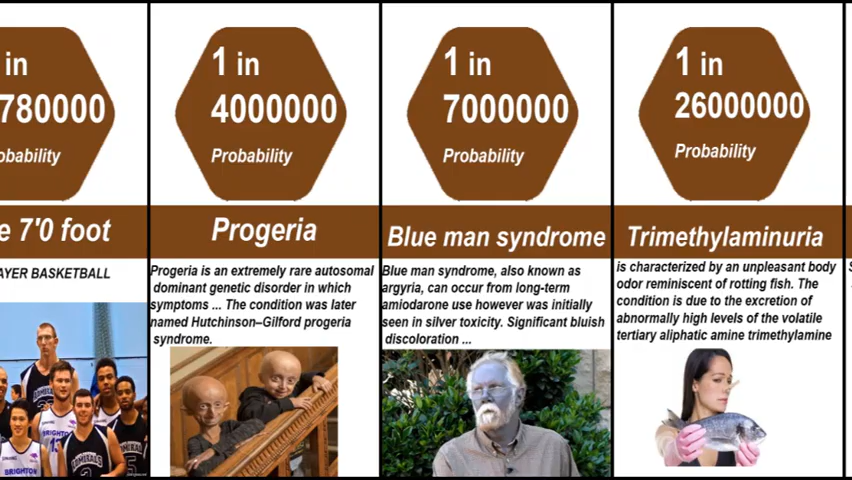 in
780000
obability
e 7'0 foot
AYER BASKETBALL
BRIGHTON
BRIGHTON
1 in
4000000
Probability
Progeria
Progeria is an extremely rare autosomal
dominant genetic disorder in which
symptoms ... The condition was later
named Hutchinson–Gilford progeria
syndrome.
1 in
7000000
Probability
Blue man syndrome
Blue man syndrome, also known as
argyria, can occur from long-term
amiodarone use however was initially
seen in silver toxicity. Significant bluish
discoloration ...
1 in
26000000
Probability
Trimethylaminuria
is characterized by an unpleasant body
odor reminiscent of rotting fish. The
condition is due to the excretion of
abnormally high levels of the volatile
tertiary aliphatic amine trimethylamine